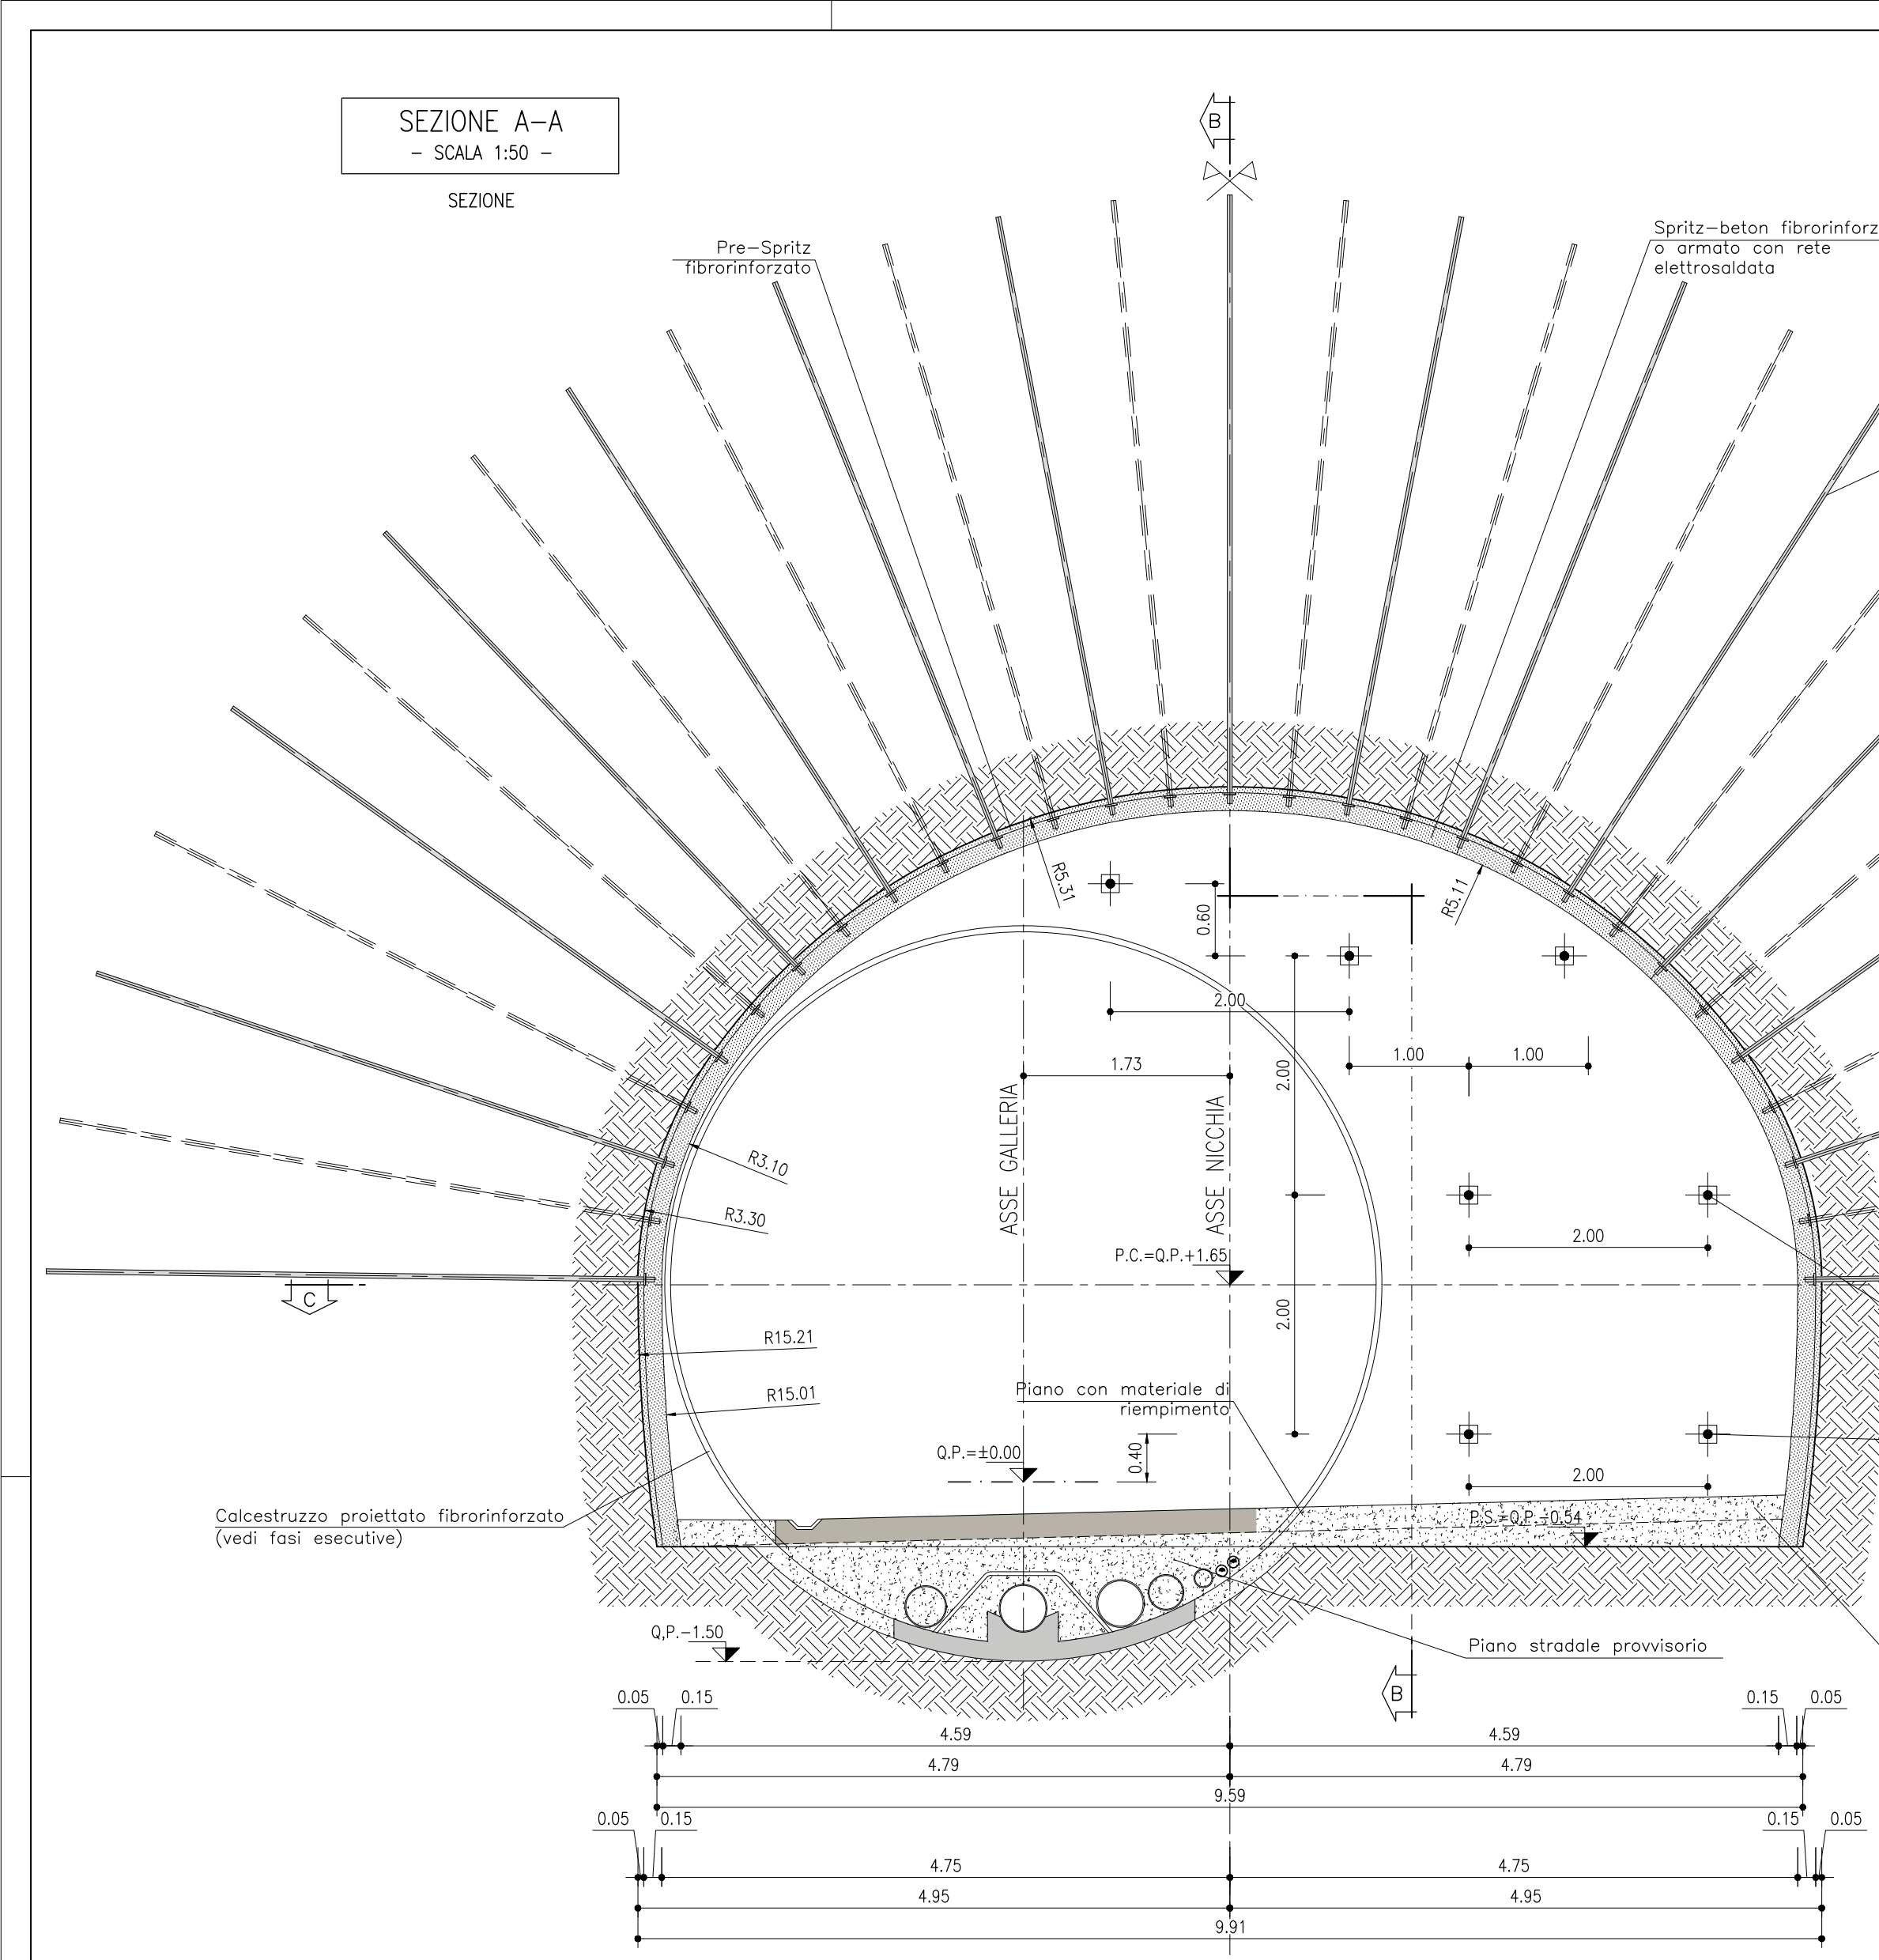 SEZIONE A-A
- SCALA 1:50 -
SEZIONE
B
Pre-Spritz
fibrorinforzato
Spritz-beton fibrorinforz
o armato con rete
elettrosaldata
R5.31
R5.11
0.60
2.00
1.00
1.00
1.73
2.00
ASSE GALLERIA
ASSE NICCHIA
R3.10
R3.30
2.00
P.C.=Q.P.+1.65
C
2.00
R15.21
R15.01
Piano con materiale di
riempimento
Q.P.=±0.00
0.40
2.00
Calcestruzzo proiettato fibrorinforzato
(vedi fasi esecutive)
P.S.=Q.P.-0.54
Q,P.-1.50
Piano stradale provvisorio
B
0.05
0.15
0.15
0.05
4.59
4.59
4.79
4.79
9.59
0.05
0.15
0.15
0.05
4.75
4.75
4.95
4.95
9.91